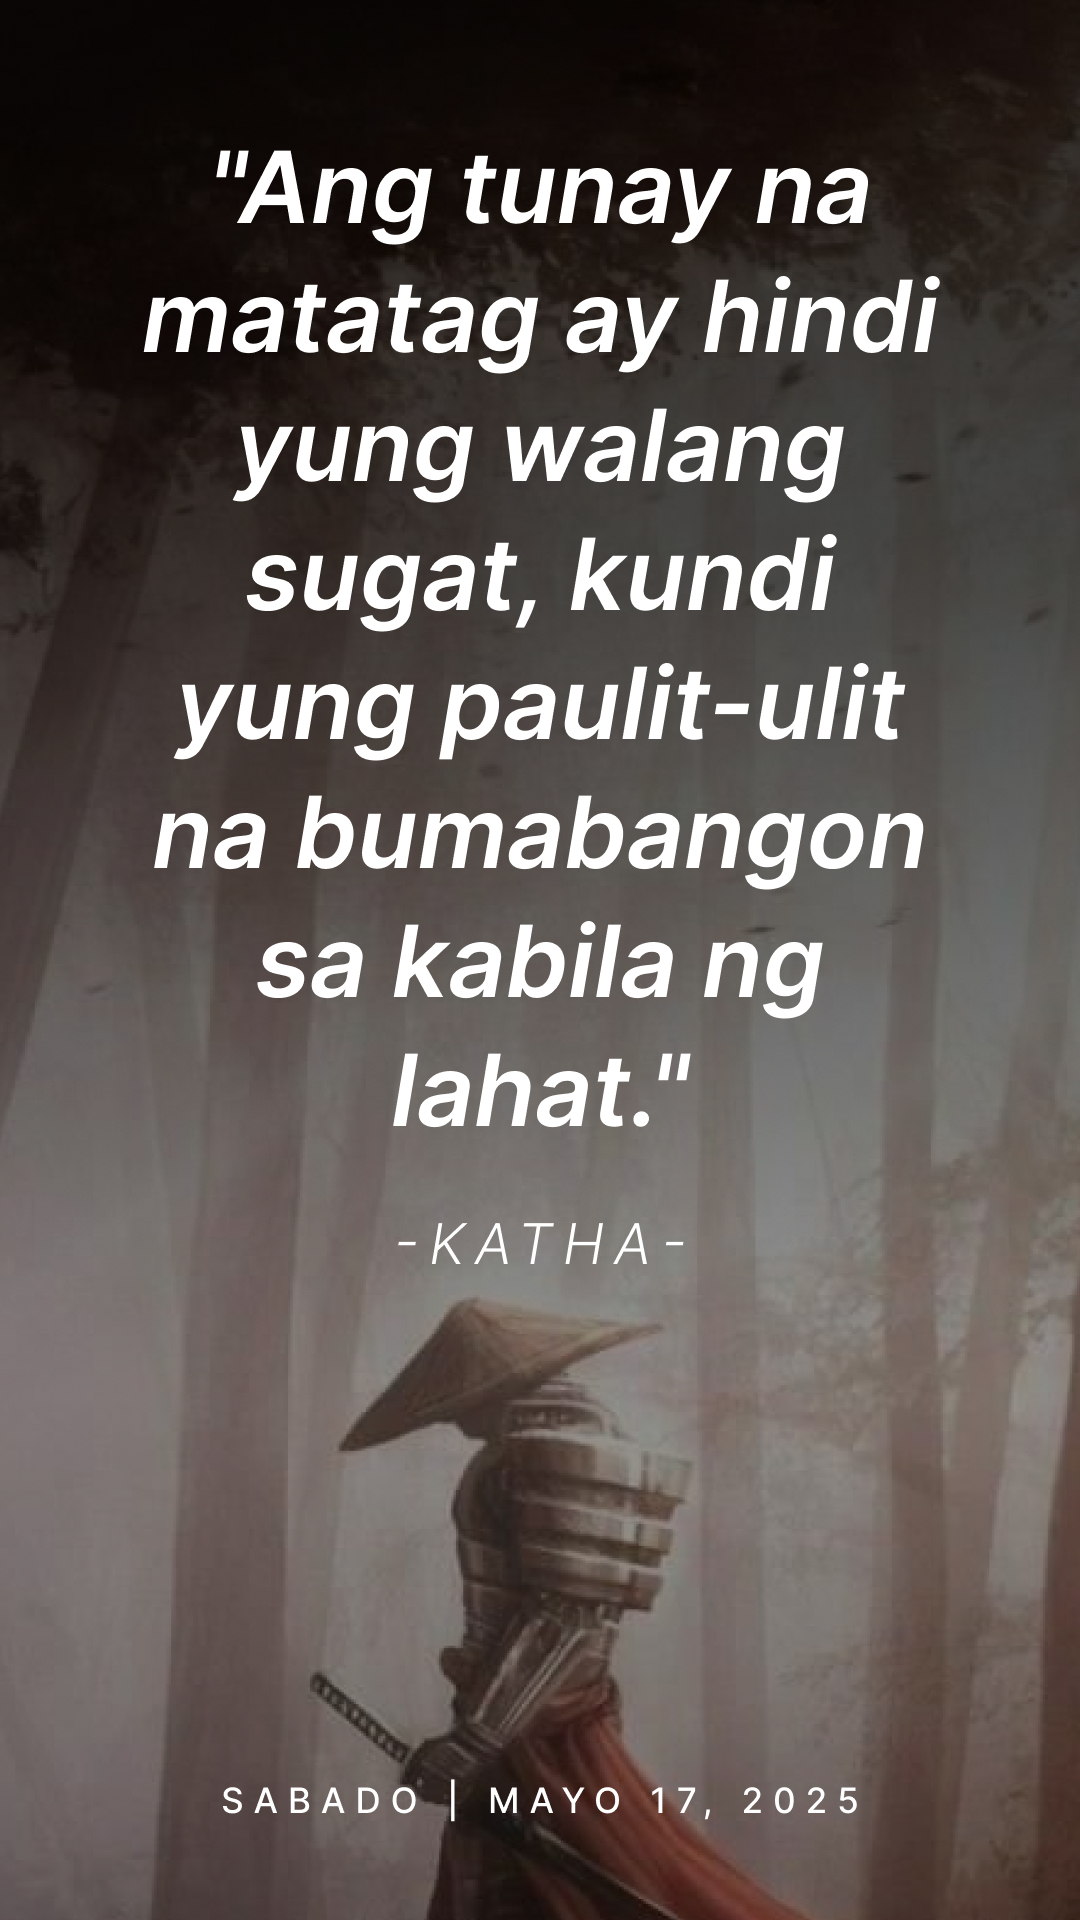 "Ang tunay na
matatag ay hindi
yung walang
sugat, kundi
yung paulit-ulit
na bumabangon
sa kabila ng
lahat."
-KATHA-
SABADO | MAYO 17, 2025